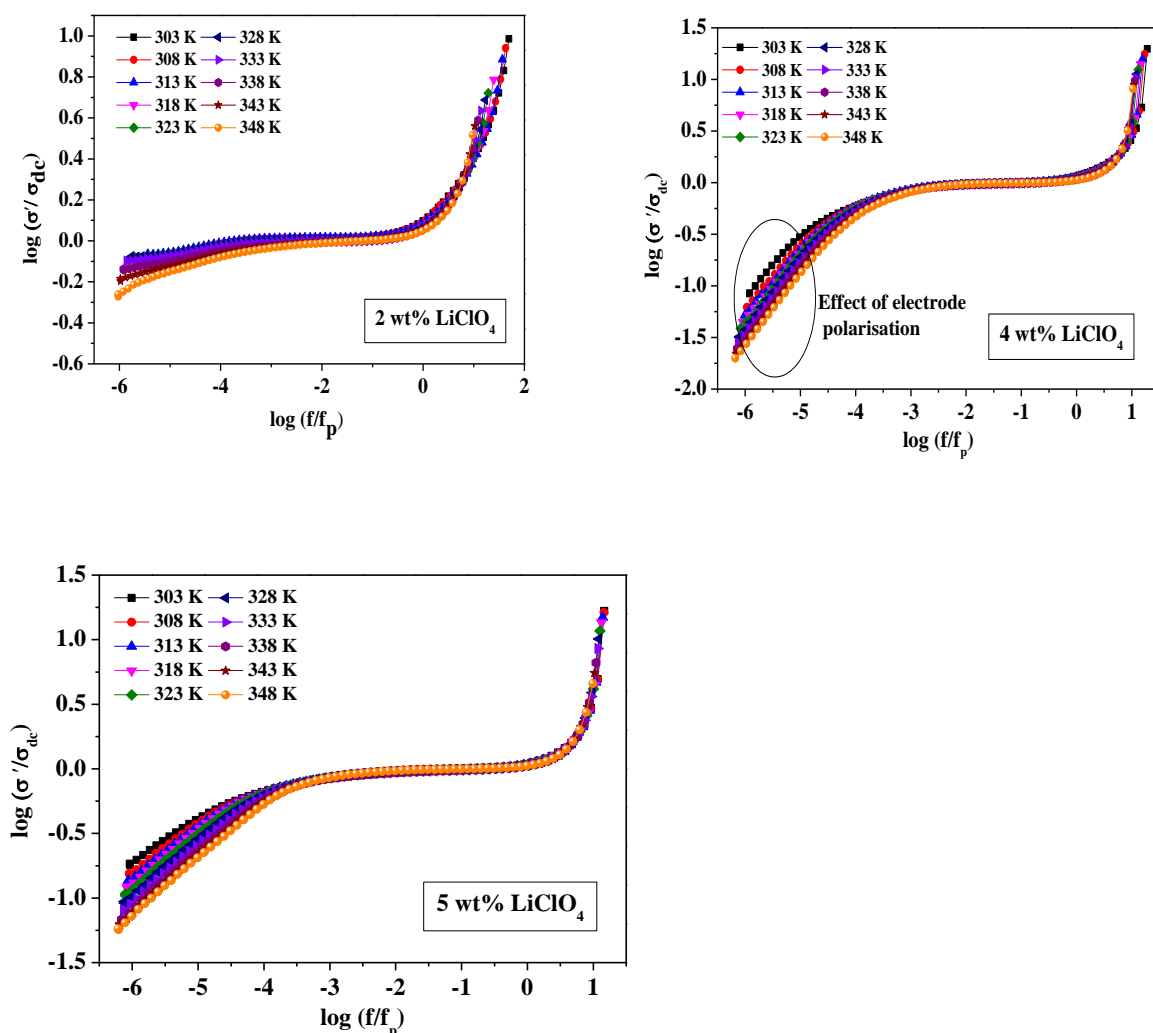 1.0
0.8
0.6
0.4
0.2
0.0
-0.2
-0.4
-0.6
log (σ'/ σdc)
303 K 328 K
308 K 333 K
313 K 338 K
318 K 343 K
323 K 348 K
2 wt% LiClO4
-6 -4 -2 0 2
log (f/fp)
1.5
1.0
0.5
0.0
-0.5
-1.0
-1.5
-2.0
log (σ'/σdc)
303 K 328 K
308 K 333 K
313 K 338 K
318 K 343 K
323 K 348 K
Effect of electrode
polarisation
4 wt% LiClO4
-6 -5 -4 -3 -2 -1 0 1
log (f/fp)
1.5
1.0
0.5
0.0
-0.5
-1.0
-1.5
log (σ'/σdc)
303 K 328 K
308 K 333 K
313 K 338 K
318 K 343 K
323 K 348 K
5 wt% LiClO4
-6 -5 -4 -3 -2 -1 0 1
log (f/fp)